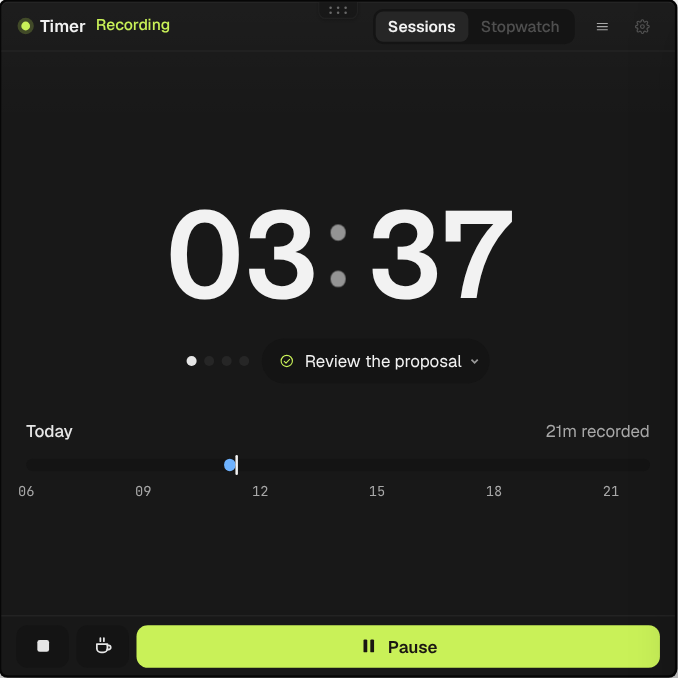 Timer Recording Sessions Stopwatch
03:37
Review the proposal
Today 21m recorded
06 09 12 15 18 21
Pause